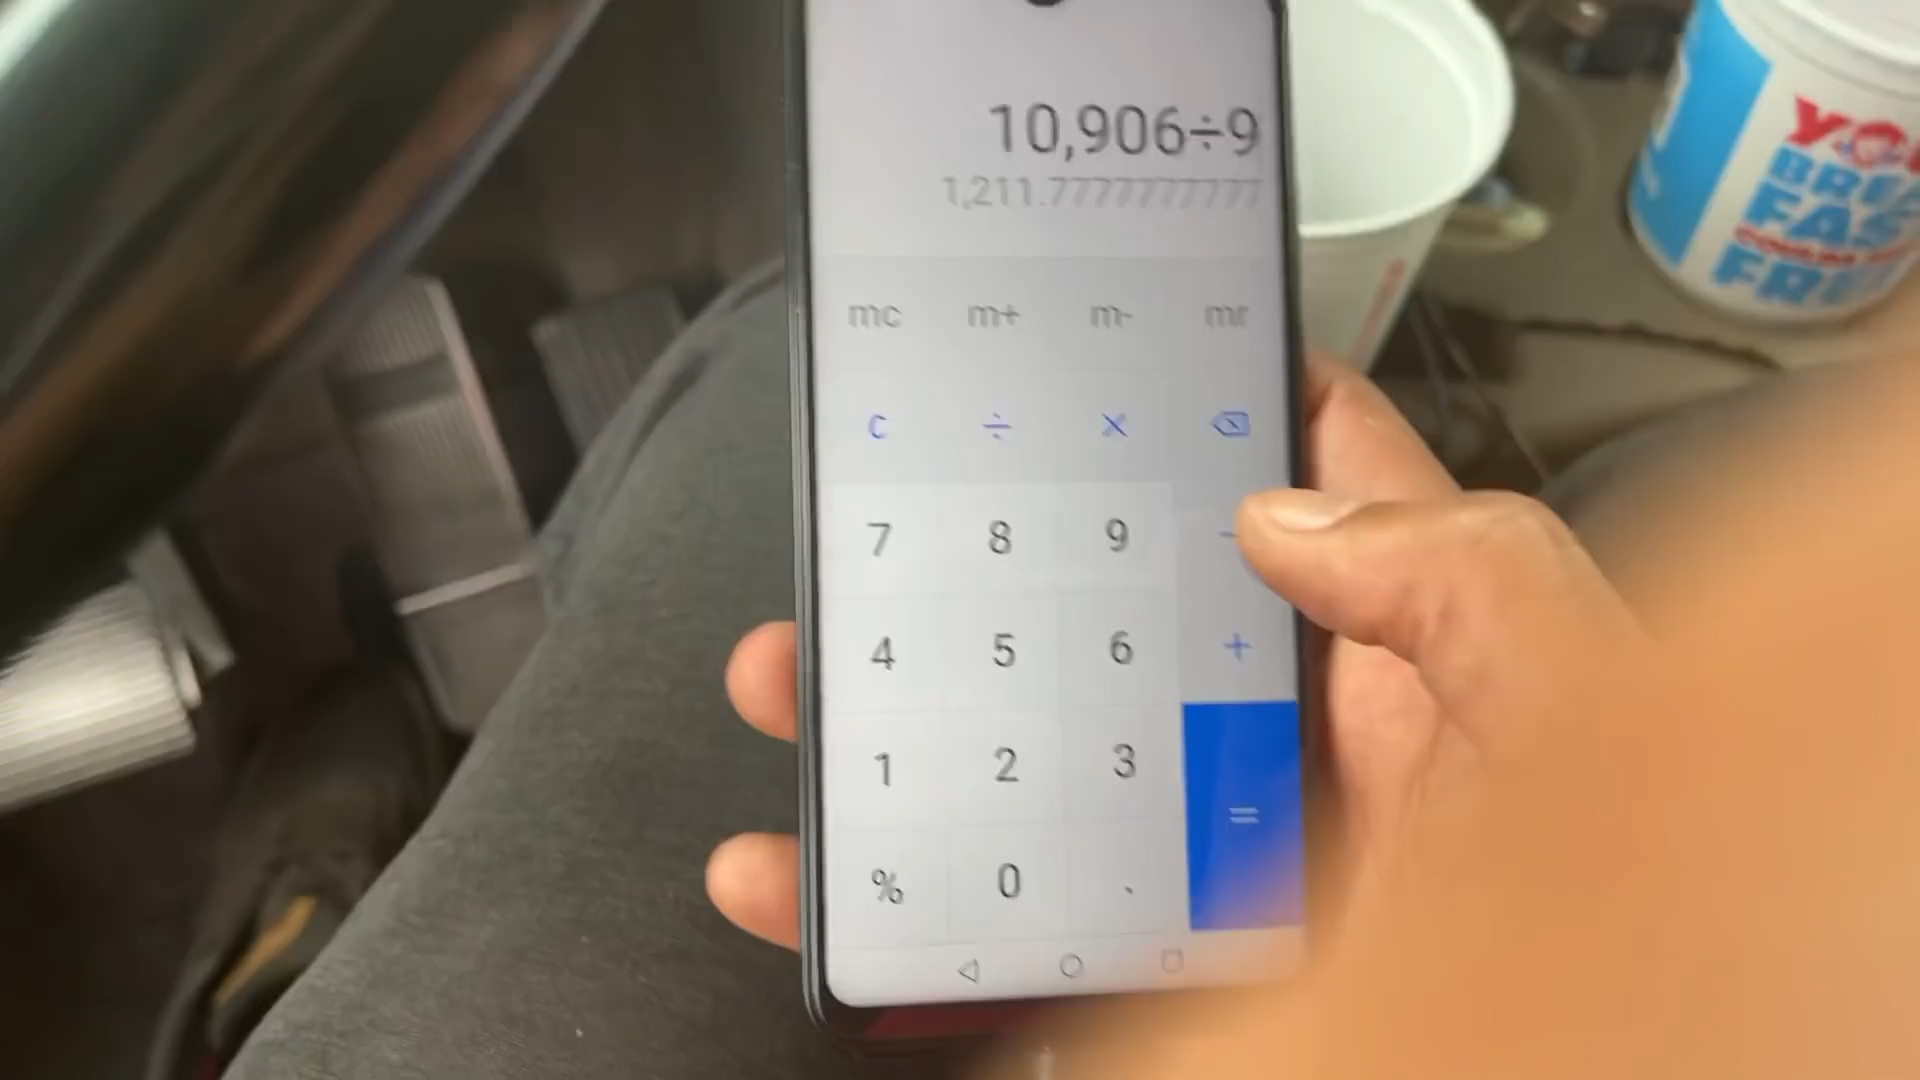 10,906÷9
1,211.7777777777
mc m+ m- mr
C ÷ ×
7 8 9 -
4 5 6 +
1 2 3
% 0 . =